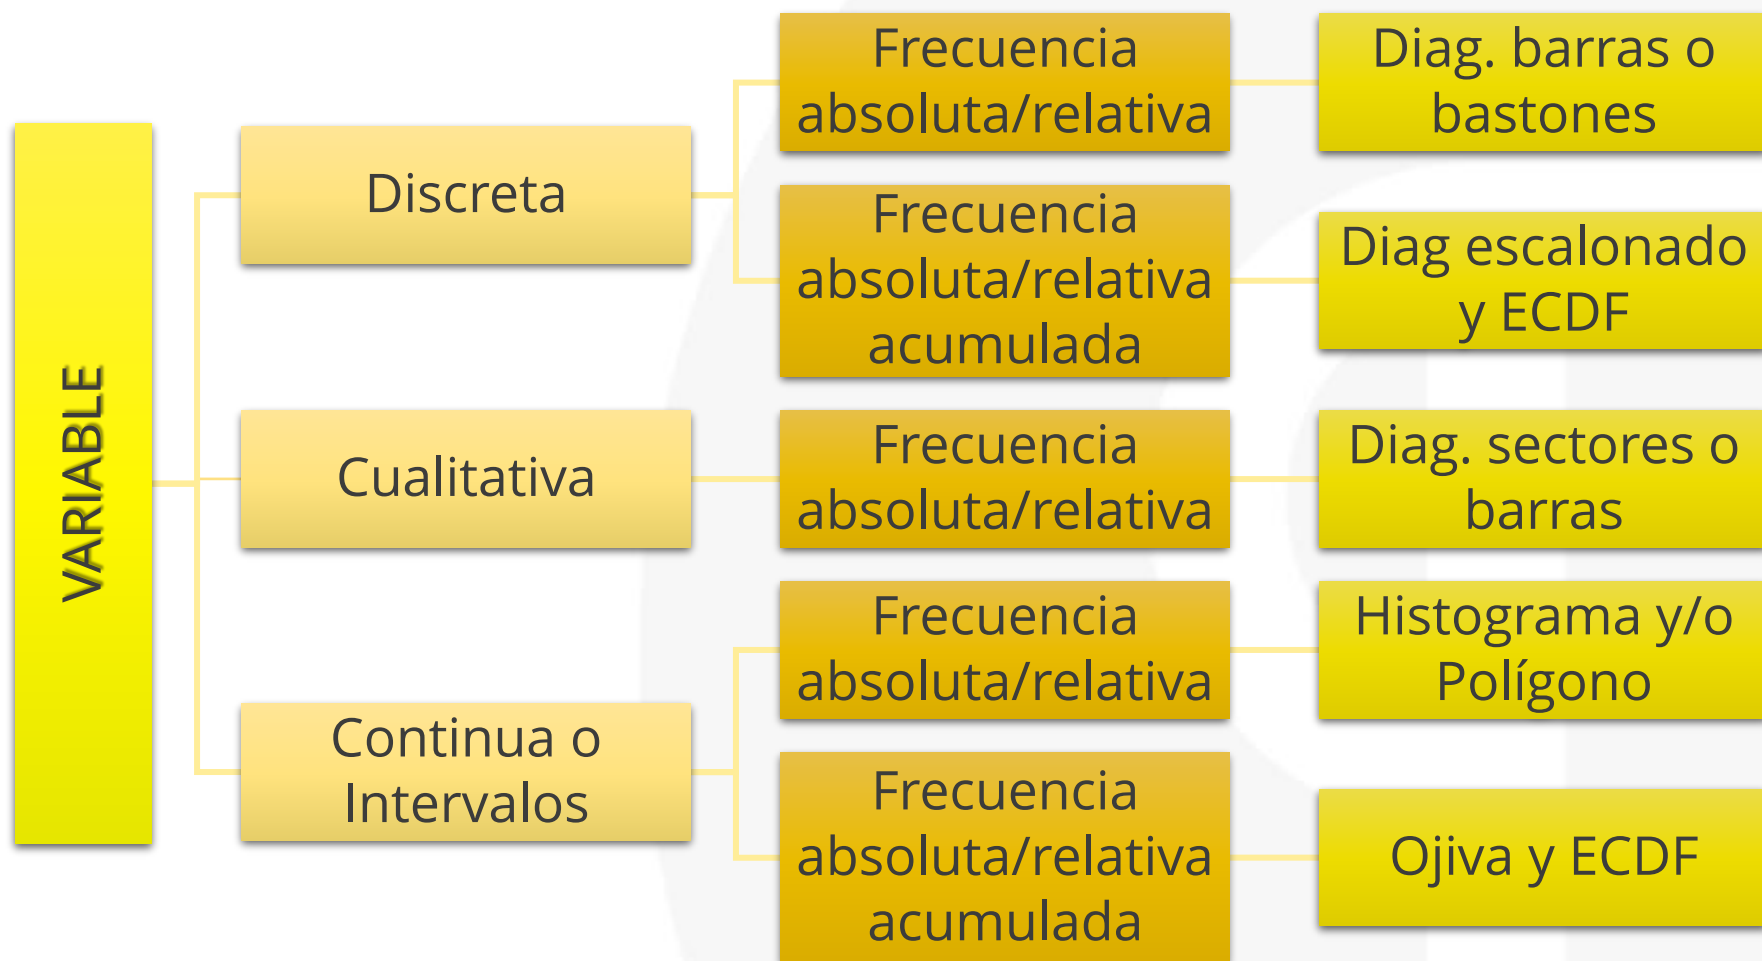 VARIABLE
Discreta
Frecuencia
absoluta/relativa
Diag. barras o
bastones
Frecuencia
absoluta/relativa
acumulada
Diag escalonado
y ECDF
Cualitativa
Frecuencia
absoluta/relativa
Diag. sectores o
barras
Continua o
Intervalos
Frecuencia
absoluta/relativa
Histograma y/o
Polígono
Frecuencia
absoluta/relativa
acumulada
Ojiva y ECDF